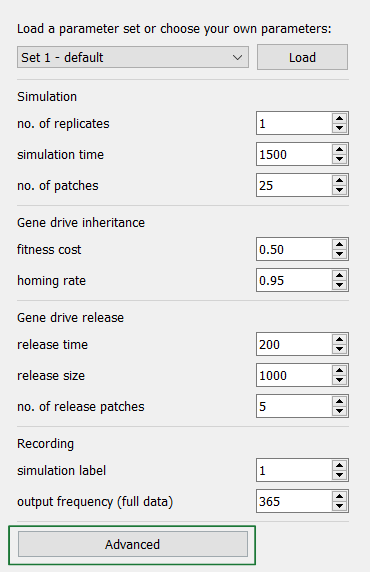 Load a parameter set or choose your own parameters:
Set 1 - default Load
Simulation
no. of replicates 1
simulation time 1500
no. of patches 25
Gene drive inheritance
fitness cost 0.50
homing rate 0.95
Gene drive release
release time 200
release size 1000
no. of release patches 5
Recording
simulation label 1
output frequency (full data) 365
Advanced